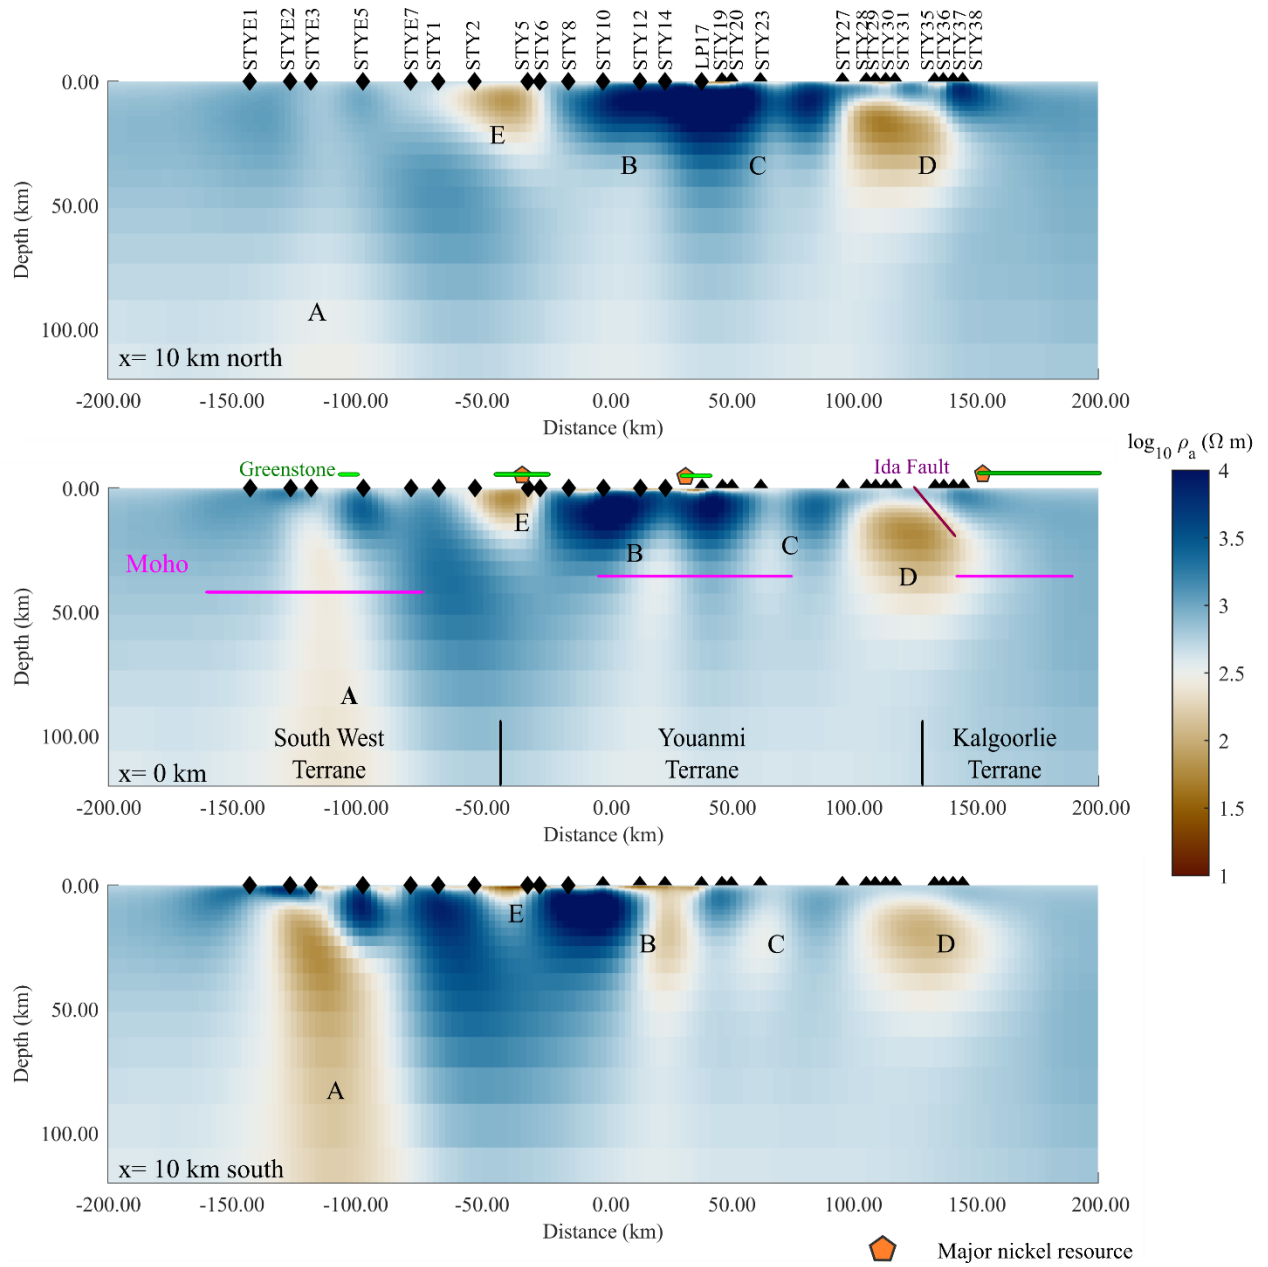 STYE1
STYE2
STYE3
STYE5
STYE7
STY1
STY2
STY5
STY6
STY8
STY10
STY12
STY14
LP17
STY19
STY20
STY23
STY27
STY28
STY29
STY30
STY31
STY35
STY36
STY37
STY38
0.00
50.00
100.00
Depth (km)
E
B
C
D
A
x= 10 km north
-200.00 -150.00 -100.00 -50.00 0.00 50.00 100.00 150.00 200.00
Distance (km)
log10 ρa (Ω m)
4
3.5
3
2.5
2
1.5
1
Greenstone
Ida Fault
0.00
50.00
100.00
Depth (km)
Moho
E
B
C
D
A
South West
Terrane
Youanmi
Terrane
Kalgoorlie
Terrane
x= 0 km
-200.00 -150.00 -100.00 -50.00 0.00 50.00 100.00 150.00 200.00
Distance (km)
0.00
50.00
100.00
Depth (km)
E
B
C
D
A
x= 10 km south
-200.00 -150.00 -100.00 -50.00 0.00 50.00 100.00 150.00 200.00
Distance (km)
Major nickel resource